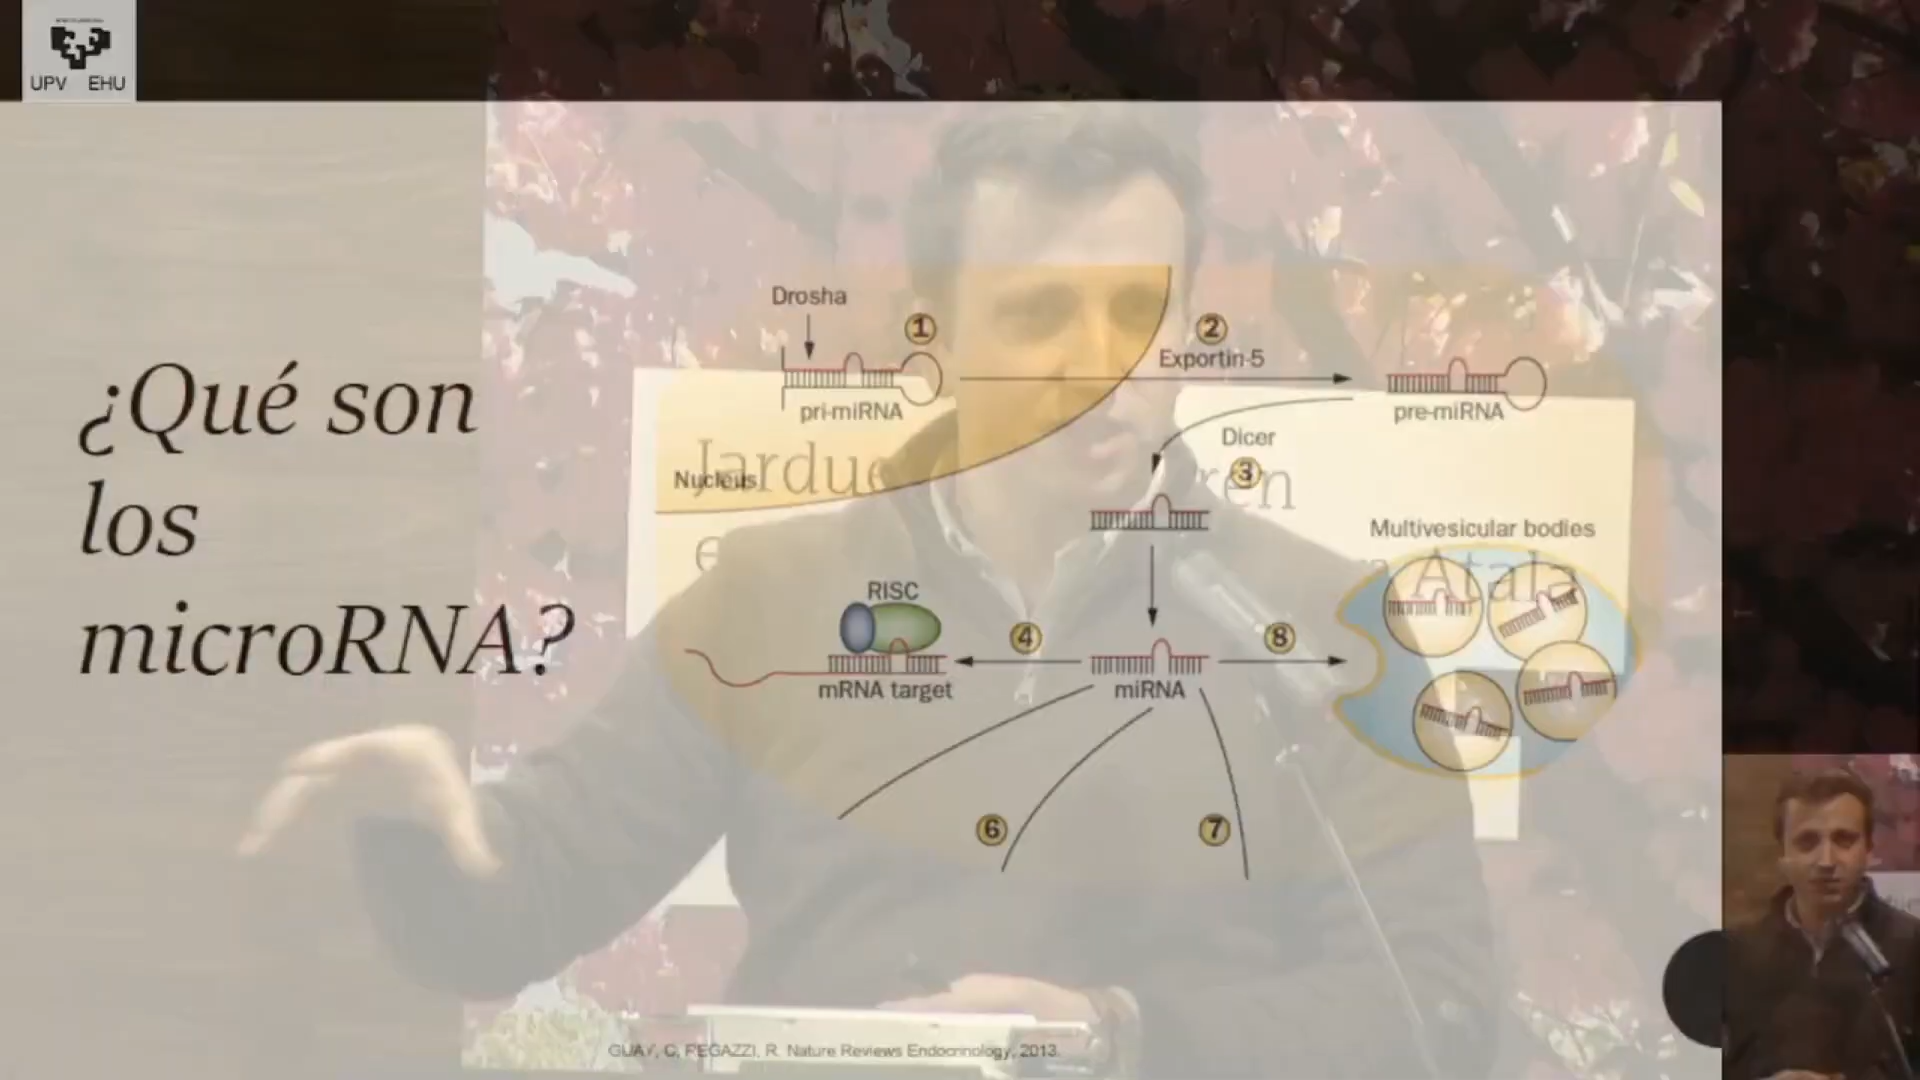 UPV EHU
¿Qué son
los
microRNA?
Drosha
1
2
Exportin-5
pri-miRNA
pre-miRNA
Dicer
3
Nucleus
Multivesicular bodies
RISC
4
8
mRNA target
miRNA
6
7
GUAY, C, REGAZZI, R. Nature Reviews Endocrinology, 2013.